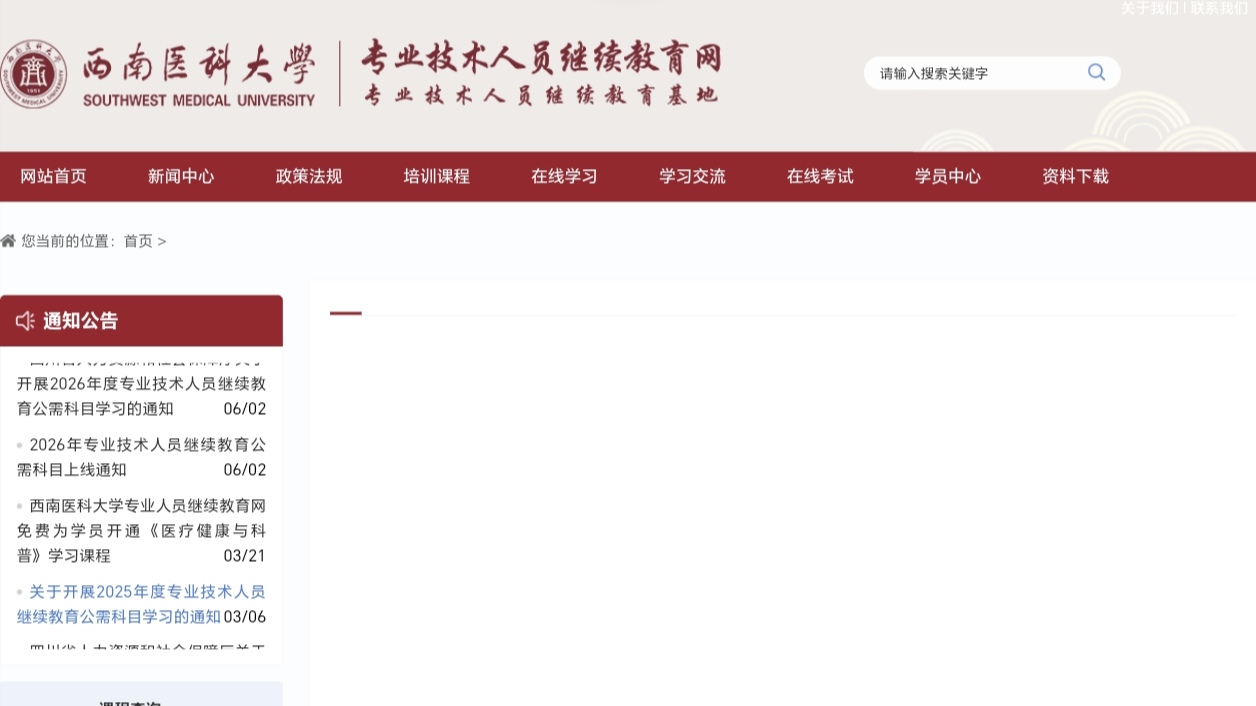 关于我们 | 联系我们
西南医科大学
SOUTHWEST MEDICAL UNIVERSITY
专业技术人员继续教育网
专业技术人员继续教育基地
请输入搜索关键字
网站首页 新闻中心 政策法规 培训课程 在线学习 学习交流 在线考试 学员中心 资料下载
您当前的位置：首页 >
通知公告
开展2026年度专业技术人员继续教
育公需科目学习的通知 06/02
2026年专业技术人员继续教育公
需科目上线通知 06/02
西南医科大学专业人员继续教育网
免费为学员开通《医疗健康与科
普》学习课程 03/21
关于开展2025年度专业技术人员
继续教育公需科目学习的通知 03/06